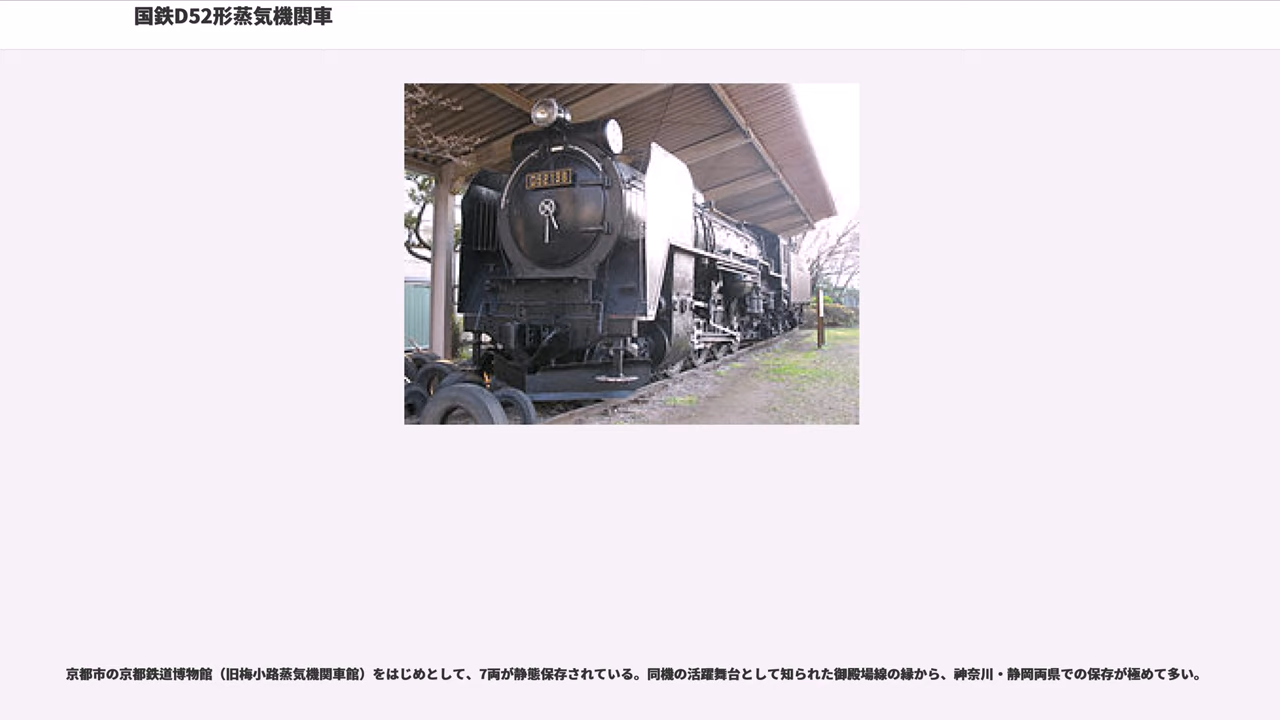 国鉄D52形蒸気機関車
D52 138
京都市の京都鉄道博物館（旧梅小路蒸気機関車館）をはじめとして、7両が静態保存されている。同機の活躍舞台として知られた御殿場線の縁から、神奈川・静岡両県での保存が極めて多い。